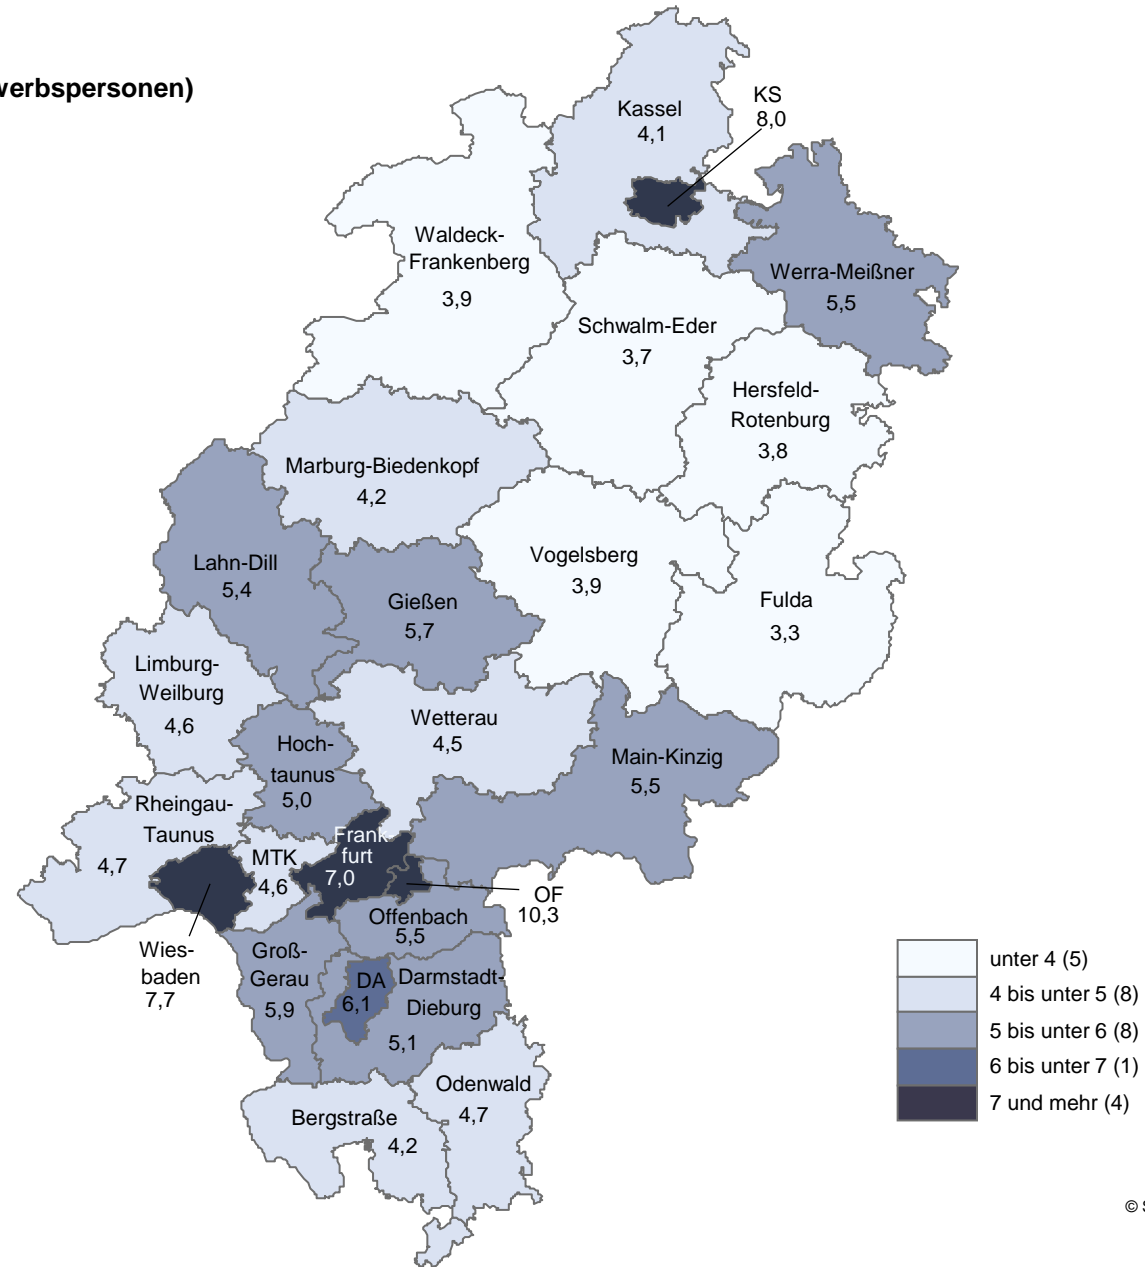 werbspersonen)
Kassel
4,1
KS
8,0
Waldeck-
Frankenberg
3,9
Werra-Meißner
5,5
Schwalm-Eder
3,7
Hersfeld-
Rotenburg
3,8
Marburg-Biedenkopf
4,2
Lahn-Dill
5,4
Vogelsberg
3,9
Gießen
5,7
Fulda
3,3
Limburg-
Weilburg
4,6
Wetterau
4,5
Hoch-
taunus
5,0
Main-Kinzig
5,5
Rheingau-
Taunus
4,7
MTK
4,6
Frank-
furt
7,0
OF
10,3
Offenbach
5,5
Wies-
baden
7,7
Groß-
Gerau
5,9
DA
6,1
Darmstadt-
Dieburg
5,1
Odenwald
4,7
Bergstraße
4,2
unter 4 (5)
4 bis unter 5 (8)
5 bis unter 6 (8)
6 bis unter 7 (1)
7 und mehr (4)
© S